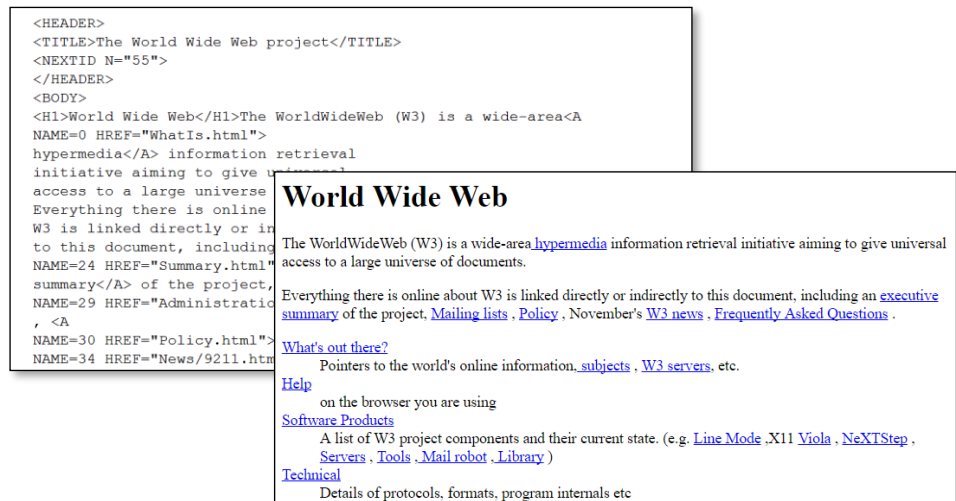 <HEADER>
<TITLE>The World Wide Web project</TITLE>
<NEXTID N="55">
</HEADER>
<BODY>
<H1>World Wide Web</H1>The WorldWideWeb (W3) is a wide-area<A
NAME=0 HREF="WhatIs.html">
hypermedia</A> information retrieval
initiative aiming to give
access to a large universe
Everything there is online
W3 is linked directly or
to this document, including
NAME=24 HREF="Summary.html"
summary</A> of the project,
NAME=29 HREF="Administratio
, <A
NAME=30 HREF="Policy.html">
NAME=34 HREF="News/9211.htm
World Wide Web
The WorldWideWeb (W3) is a wide-area hypermedia information retrieval initiative aiming to give universal
access to a large universe of documents.
Everything there is online about W3 is linked directly or indirectly to this document, including an executive
summary of the project, Mailing lists , Policy , November's W3 news , Frequently Asked Questions .
What's out there?
Pointers to the world's online information, subjects , W3 servers, etc.
Help
on the browser you are using
Software Products
A list of W3 project components and their current state. (e.g. Line Mode ,X11 Viola , NeXTStep ,
Servers , Tools , Mail robot , Library )
Technical
Details of protocols, formats, program internals etc